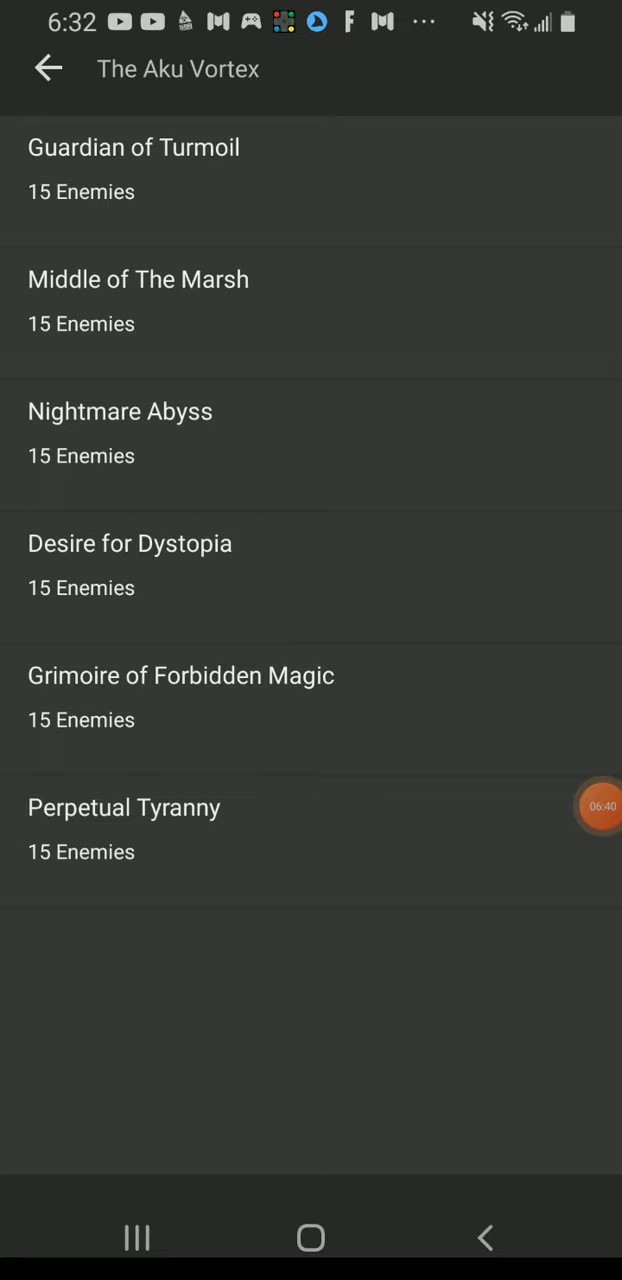 6:32
The Aku Vortex
Guardian of Turmoil
15 Enemies
Middle of The Marsh
15 Enemies
Nightmare Abyss
15 Enemies
Desire for Dystopia
15 Enemies
Grimoire of Forbidden Magic
15 Enemies
Perpetual Tyranny
06:40
15 Enemies